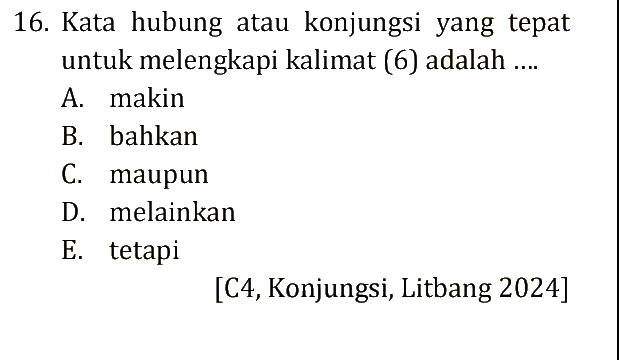 16. Kata hubung atau konjungsi yang tepat
untuk melengkapi kalimat (6) adalah ....
A. makin
B. bahkan
C. maupun
D. melainkan
E. tetapi
[C4, Konjungsi, Litbang 2024]